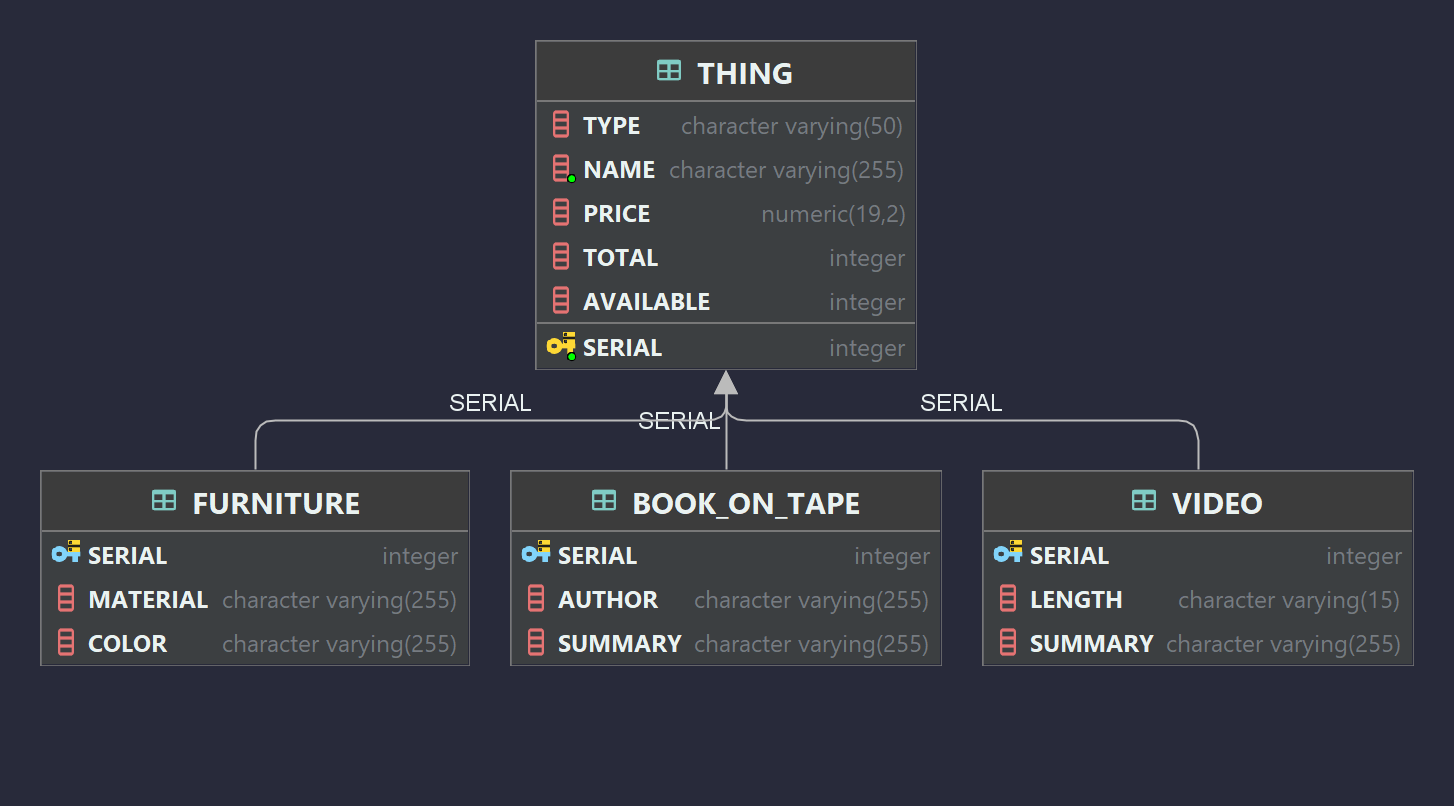 THING
TYPE character varying(50)
NAME character varying(255)
PRICE numeric(19,2)
TOTAL integer
AVAILABLE integer
SERIAL integer
SERIAL
SERIAL
SERIAL
FURNITURE
SERIAL integer
MATERIAL character varying(255)
COLOR character varying(255)
BOOK_ON_TAPE
SERIAL integer
AUTHOR character varying(255)
SUMMARY character varying(255)
VIDEO
SERIAL integer
LENGTH character varying(15)
SUMMARY character varying(255)